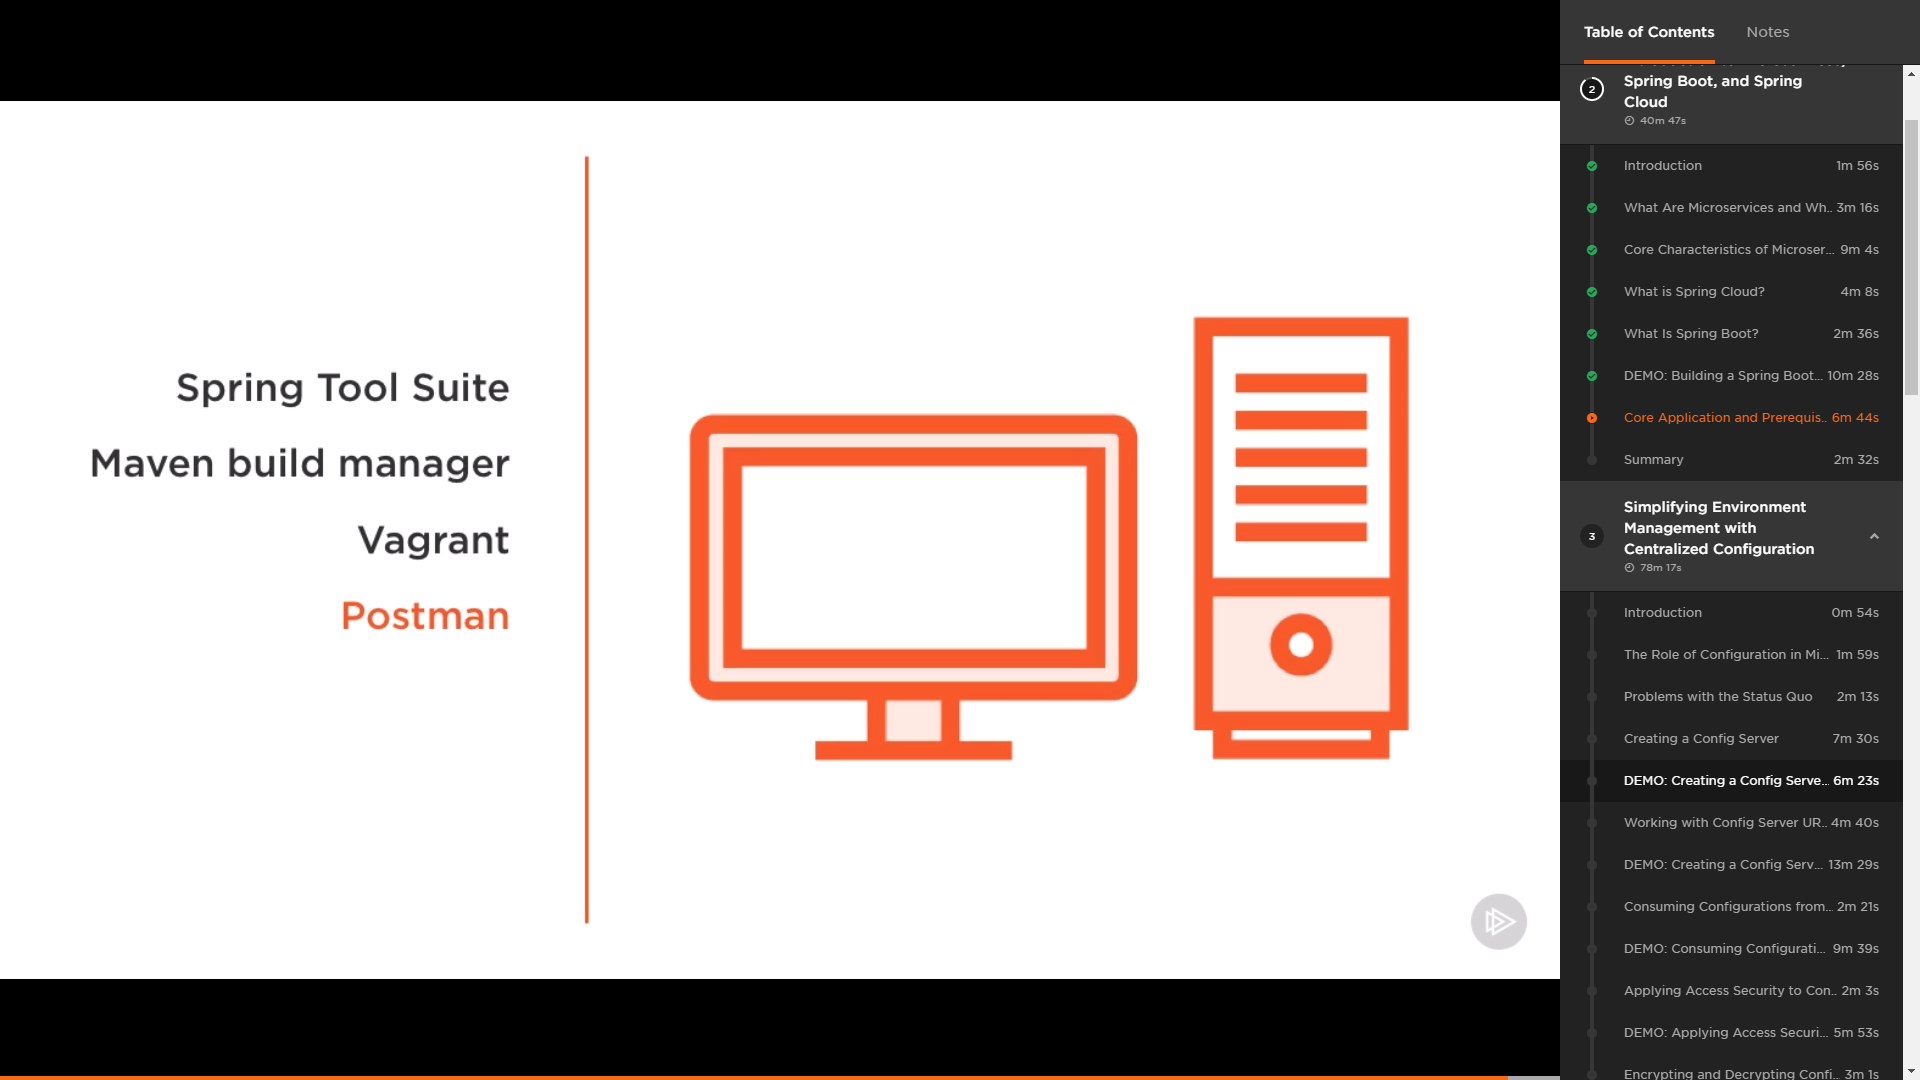 Spring Tool Suite
Maven build manager
Vagrant
Postman
Table of Contents
Notes
2
Spring Boot, and Spring
Cloud
40m 47s
Introduction 1m 56s
What Are Microservices and Wh.. 3m 16s
Core Characteristics of Microser... 9m 4s
What is Spring Cloud? 4m 8s
What Is Spring Boot? 2m 36s
DEMO: Building a Spring Boot... 10m 28s
Core Application and Prerequis.. 6m 44s
Summary 2m 32s
3
Simplifying Environment
Management with
Centralized Configuration
78m 17s
Introduction 0m 54s
The Role of Configuration in Mi... 1m 59s
Problems with the Status Quo 2m 13s
Creating a Config Server 7m 30s
DEMO: Creating a Config Serve... 6m 23s
Working with Config Server UR.. 4m 40s
DEMO: Creating a Config Serv... 13m 29s
Consuming Configurations from... 2m 21s
DEMO: Consuming Configurati... 9m 39s
Applying Access Security to Con.. 2m 3s
DEMO: Applying Access Securi... 5m 53s
Encrypting and Decrypting Confi... 3m 1s